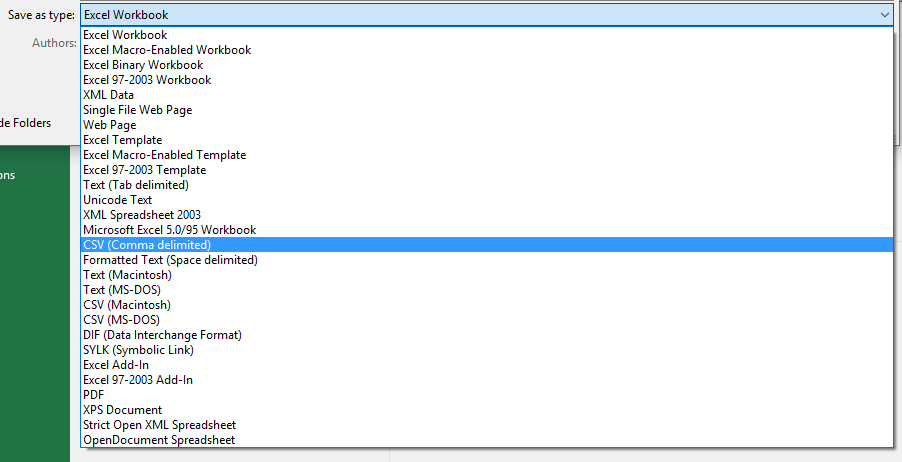 Save as type: Excel Workbook
Authors:
Excel Workbook
Excel Macro-Enabled Workbook
Excel Binary Workbook
Excel 97-2003 Workbook
XML Data
Single File Web Page
de Folders
Web Page
Excel Template
Excel Macro-Enabled Template
Excel 97-2003 Template
ons
Text (Tab delimited)
Unicode Text
XML Spreadsheet 2003
Microsoft Excel 5.0/95 Workbook
CSV (Comma delimited)
Formatted Text (Space delimited)
Text (Macintosh)
Text (MS-DOS)
CSV (Macintosh)
CSV (MS-DOS)
DIF (Data Interchange Format)
SYLK (Symbolic Link)
Excel Add-In
Excel 97-2003 Add-In
PDF
XPS Document
Strict Open XML Spreadsheet
OpenDocument Spreadsheet